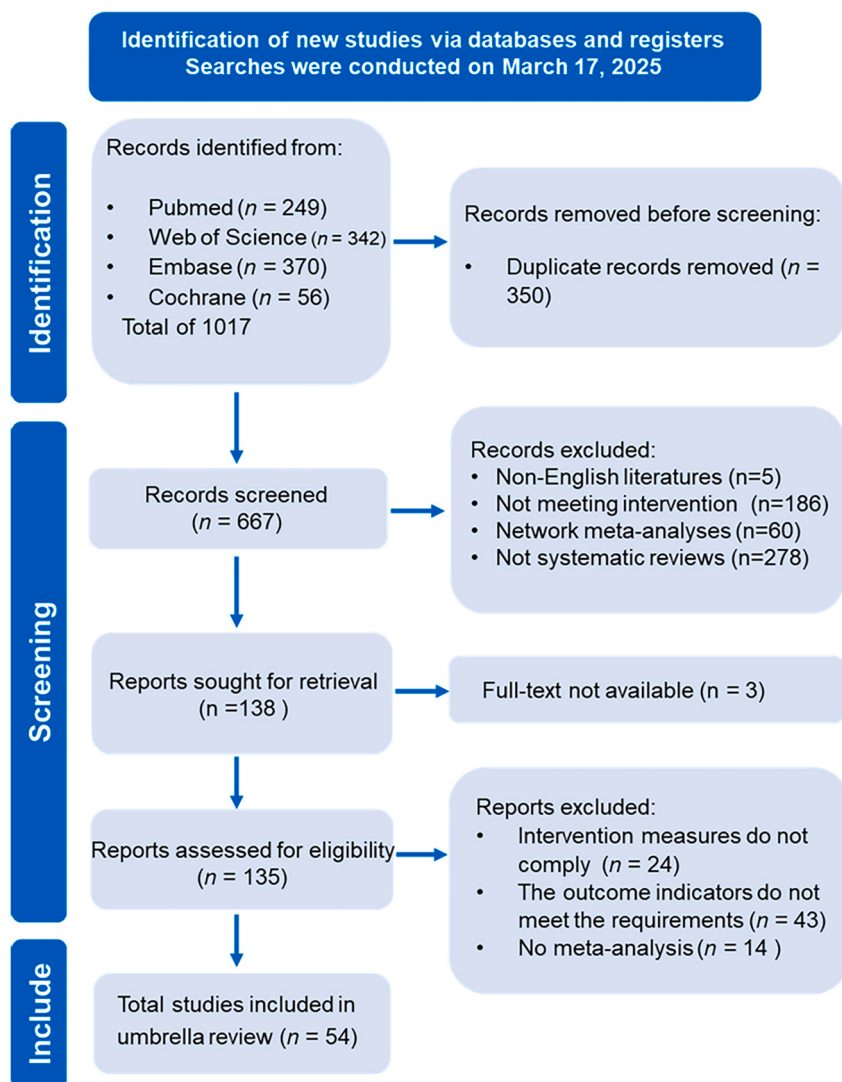 Identification of new studies via databases and registers
Searches were conducted on March 17, 2025
Identification
Records identified from:
• Pubmed (n = 249)
• Web of Science (n = 342)
• Embase (n = 370)
• Cochrane (n = 56)
Total of 1017
Records removed before screening:
• Duplicate records removed (n =
350)
Screening
Records screened
(n = 667)
Records excluded:
• Non-English literatures (n=5)
• Not meeting intervention (n=186)
• Network meta-analyses (n=60)
• Not systematic reviews (n=278)
Reports sought for retrieval
(n =138 )
Full-text not available (n = 3)
Reports assessed for eligibility
(n = 135)
Reports excluded:
• Intervention measures do not
comply (n = 24)
• The outcome indicators do not
meet the requirements (n = 43)
• No meta-analysis (n = 14 )
Include
Total studies included in
umbrella review (n = 54)